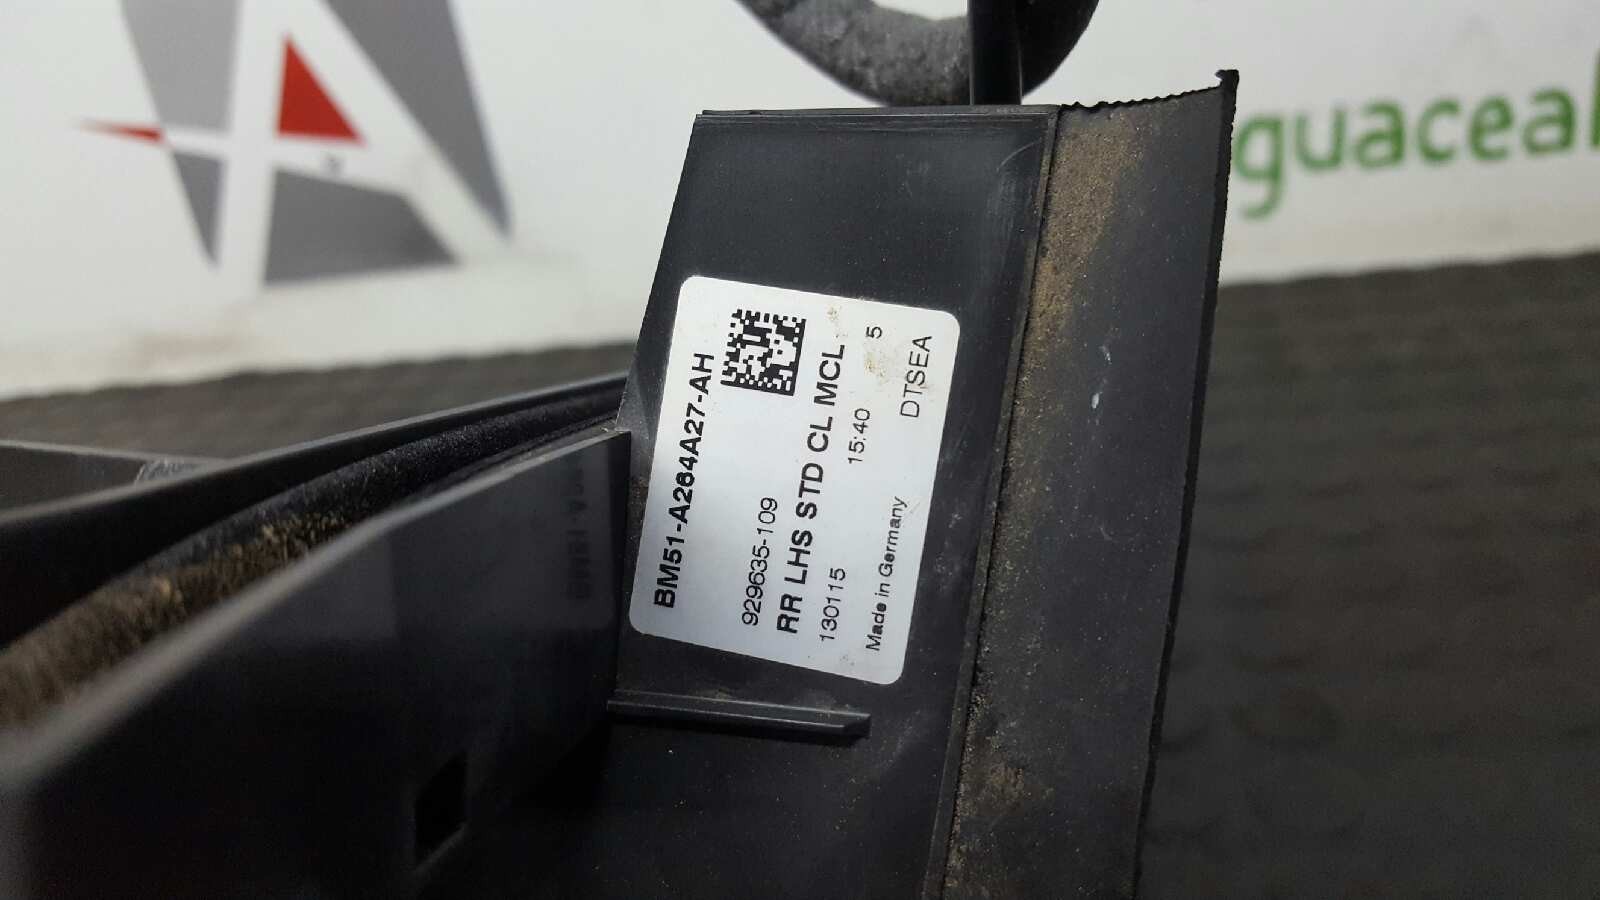 BM51-A264A27-AH
929635-109
RR LHS STD CL MCL
130115 15:40 5
Made in Germany DTSEA
guaceal